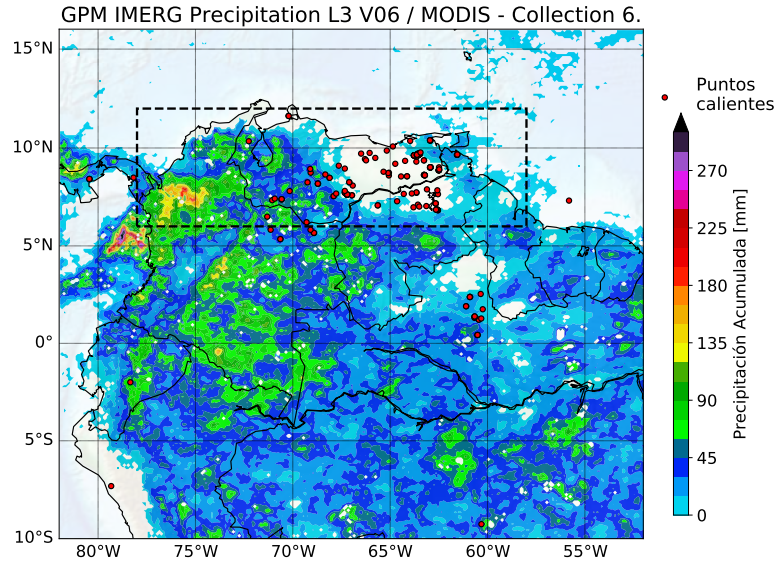 GPM IMERG Precipitation L3 V06 / MODIS - Collection 6.
15°N
10°N
5°N
0°
5°S
10°S
80°W
75°W
70°W
65°W
60°W
55°W
Puntos
calientes
270
225
180
135
90
45
0
Precipitación Acumulada [mm]